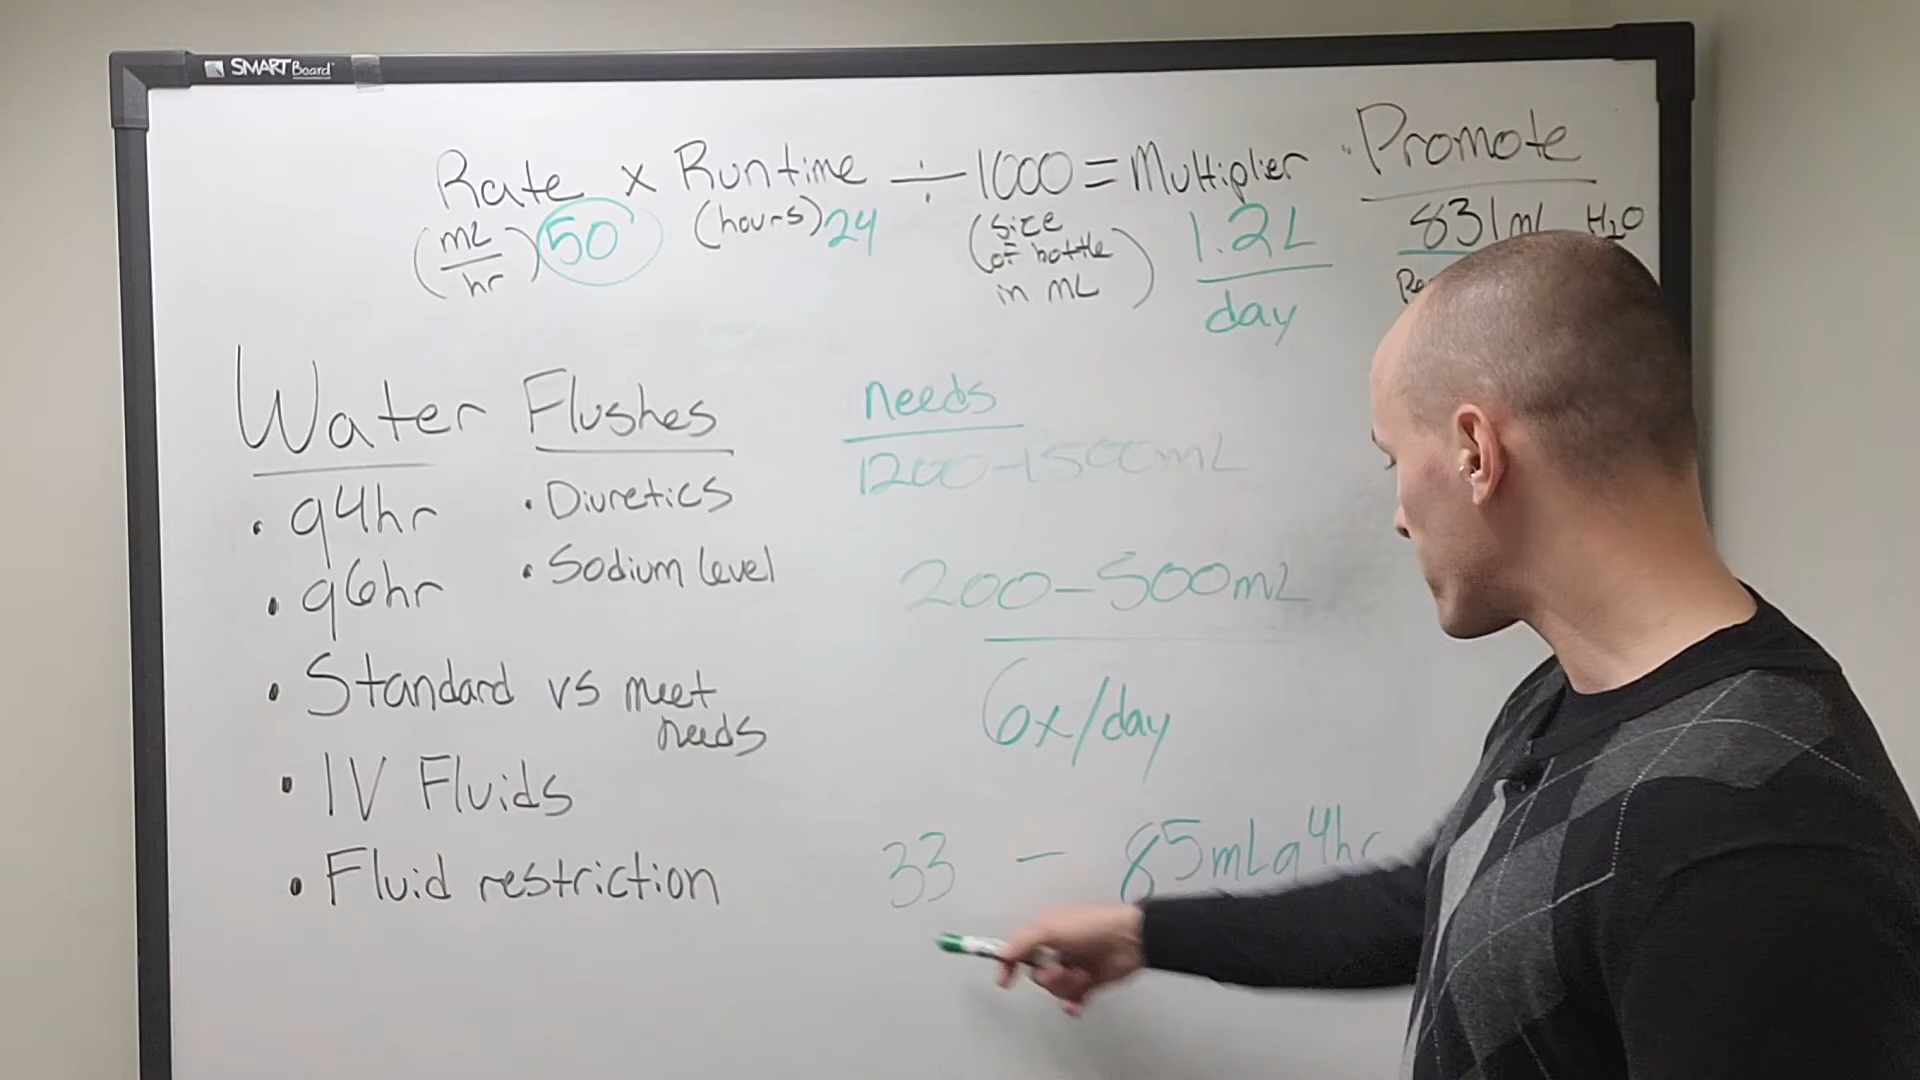 SMART Board
Rate x Runtime ÷ 1000 = Multiplier · Promote
(mL/hr) 50 (hours) 24 (size of bottle in mL) 1.2L/day 831mL H₂O
Water Flushes
· q4hr
· q6hr
· Standard vs meet needs
· IV Fluids
· Fluid restriction
· Diuretics
· Sodium level
needs
1200-1500mL
200-500mL
6x/day
33 - 85mL q4hr